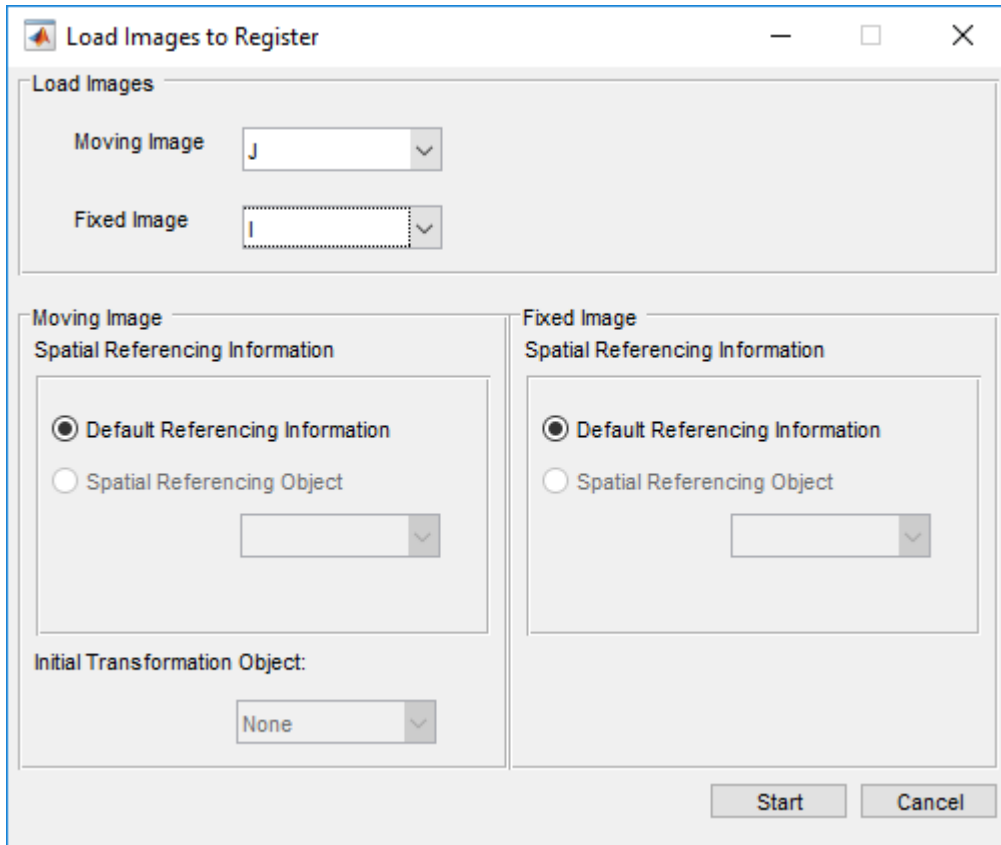 Load Images to Register
Load Images
Moving Image
J
Fixed Image
I
Moving Image
Spatial Referencing Information
Default Referencing Information
Spatial Referencing Object
Initial Transformation Object:
None
Fixed Image
Spatial Referencing Information
Default Referencing Information
Spatial Referencing Object
Start
Cancel